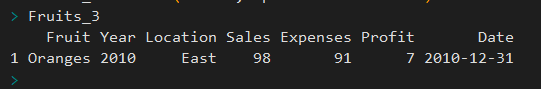 > Fruits_3
Fruit Year Location Sales Expenses Profit Date
1 Oranges 2010 East 98 91 7 2010-12-31
>